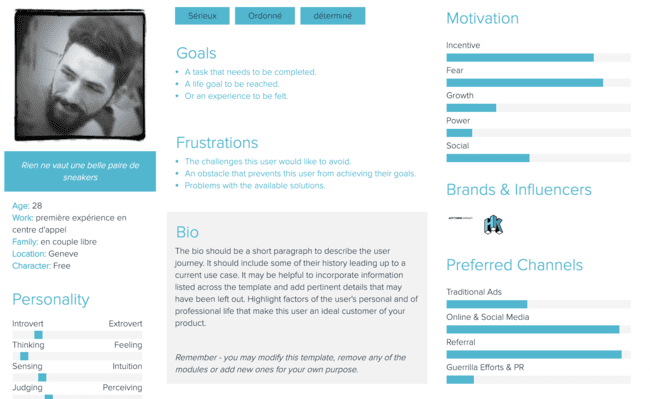 Rien ne vaut une belle paire de
sneakers
Age: 28
Work: première expérience en
centre d'appel
Family: en couple libre
Location: Geneve
Character: Free
Personality
Introvert Extrovert
Thinking Feeling
Sensing Intuition
Judging Perceiving
Sérieux Ordonné déterminé
Goals
• A task that needs to be completed.
• A life goal to be reached.
• Or an experience to be felt.
Frustrations
• The challenges this user would like to avoid.
• An obstacle that prevents this user from achieving their goals.
• Problems with the available solutions.
Bio
The bio should be a short paragraph to describe the user
journey. It should include some of their history leading up to a
current use case. It may be helpful to incorporate information
listed across the template and add pertinent details that may
have been left out. Highlight factors of the user's personal and of
professional life that make this user an ideal customer of your
product.
Remember - you may modify this template, remove any of the
modules or add new ones for your own purpose.
Motivation
Incentive
Fear
Growth
Power
Social
Brands & Influencers
Preferred Channels
Traditional Ads
Online & Social Media
Referral
Guerrilla Efforts & PR